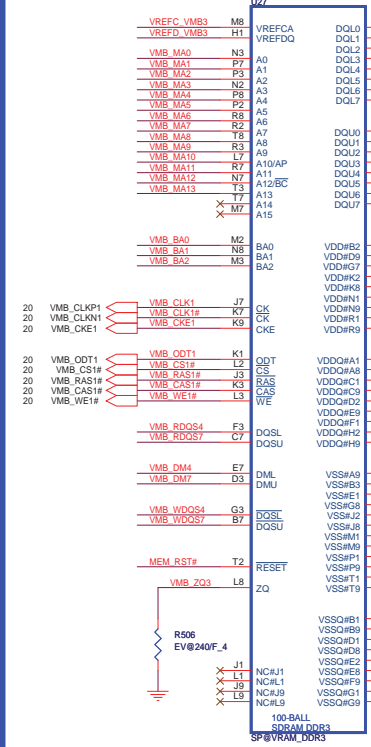 U27
VREFC_VMB3 M8 VREFCA DQL0
VREFD_VMB3 H1 VREFDQ DQL1
DQL2
VMB_MA0 N3 A0 DQL3
VMB_MA1 P7 A1 DQL4
VMB_MA2 P3 A2 DQL5
VMB_MA3 N2 A3 DQL6
VMB_MA4 P8 A4 DQL7
VMB_MA5 P2 A5
VMB_MA6 R8 A6
VMB_MA7 R2 A7 DQU0
VMB_MA8 T8 A8 DQU1
VMB_MA9 R3 A9 DQU2
VMB_MA10 L7 A10/AP DQU3
VMB_MA11 R7 A11 DQU4
VMB_MA12 N7 A12/BC DQU5
VMB_MA13 T3 A13 DQU6
T7 A14 DQU7
M7 A15
VMB_BA0 M2 BA0 VDD#B2
VMB_BA1 N8 BA1 VDD#D9
VMB_BA2 M3 BA2 VDD#G7
VDD#K2
VDD#K8
VDD#N1
20 VMB_CLKP1 VMB_CLK1 J7 CK VDD#N9
20 VMB_CLKN1 VMB_CLK1# K7 CK VDD#R1
20 VMB_CKE1 VMB_CKE1 K9 CKE VDD#R9
20 VMB_ODT1 VMB_ODT1 K1 ODT VDDQ#A1
20 VMB_CS1# VMB_CS1# L2 CS VDDQ#A8
20 VMB_RAS1# VMB_RAS1# J3 RAS VDDQ#C1
20 VMB_CAS1# VMB_CAS1# K3 CAS VDDQ#C9
20 VMB_WE1# VMB_WE1# L3 WE VDDQ#D2
VDDQ#E9
VDDQ#F1
VMB_RDQS4 F3 DQSL VDDQ#H2
VMB_RDQS7 C7 DQSU VDDQ#H9
VMB_DM4 E7 DML VSS#A9
VMB_DM7 D3 DMU VSS#B3
VSS#E1
VSS#G8
VMB_WDQS4 G3 DQSL VSS#J2
VMB_WDQS7 B7 DQSU VSS#J8
VSS#M1
VSS#M9
VSS#P1
MEM_RST# T2 RESET VSS#P9
VSS#T1
VMB_ZQ3 L8 ZQ VSS#T9
VSSQ#B1
VSSQ#B9
R506 VSSQ#D1
EV@240/F_4 VSSQ#D8
VSSQ#E2
J1 NC#J1 VSSQ#E8
L1 NC#L1 VSSQ#F9
J9 NC#J9 VSSQ#G1
L9 NC#L9 VSSQ#G9
100-BALL
SDRAM DDR3
SP@VRAM_DDR3